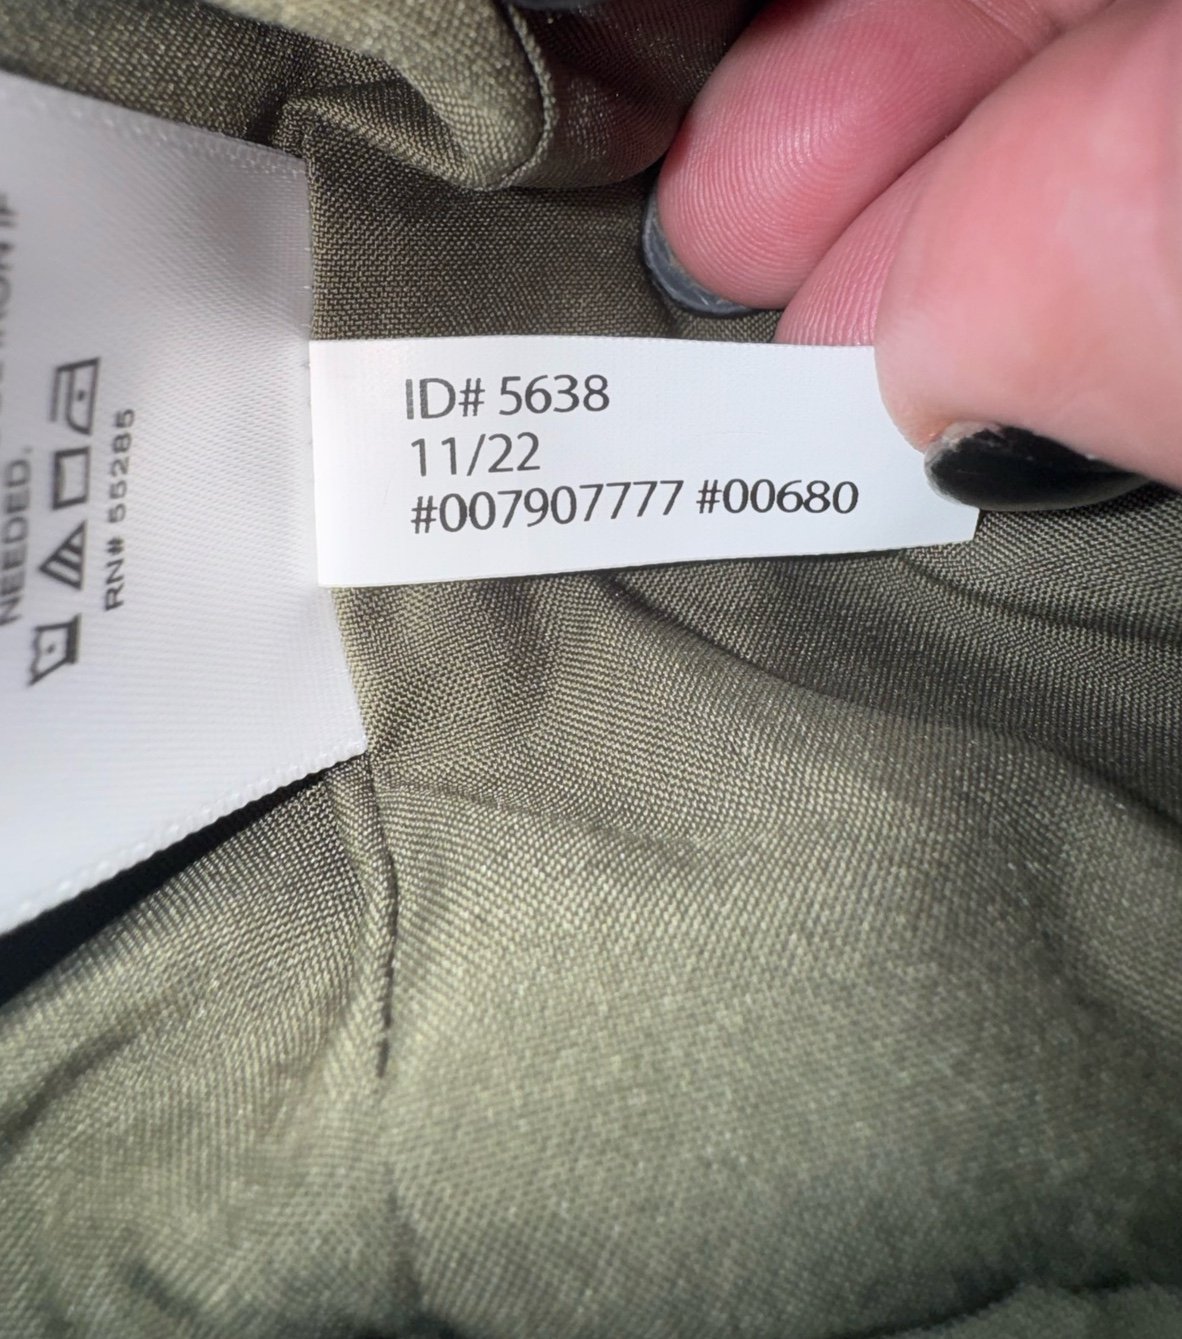 ID# 5638
11/22
#007907777 #00680
NEEDED.
RN# 55285